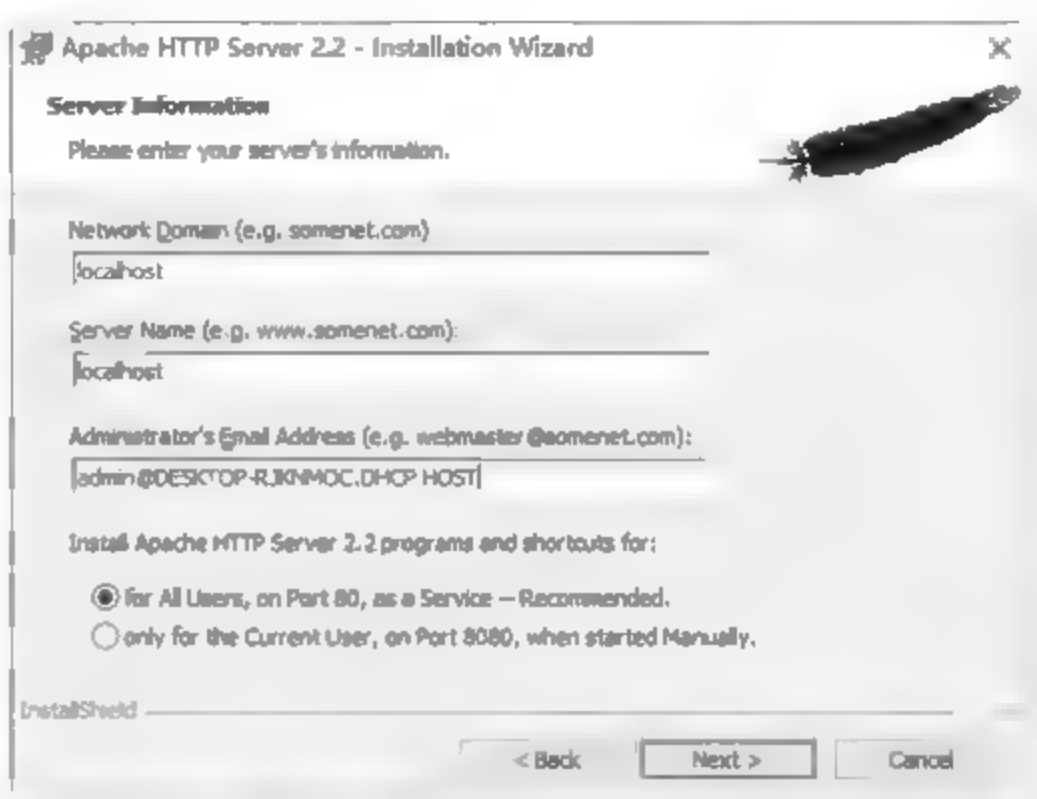 Apache HTTP Server 2.2 - Installation Wizard
Server Information
Please enter your server's information.
Network Domain (e.g. somenet.com)
localhost
Server Name (e.g. www.somenet.com):
localhost
Administrator's Email Address (e.g. webmaster@somenet.com):
admin@DESKTOP-RJKNMOC.DHCP HOST
Install Apache HTTP Server 2.2 programs and shortcuts for:
for All Users, on Port 80, as a Service -- Recommended.
only for the Current User, on Port 8080, when started Manually.
InstallShield
< Back
Next >
Cancel